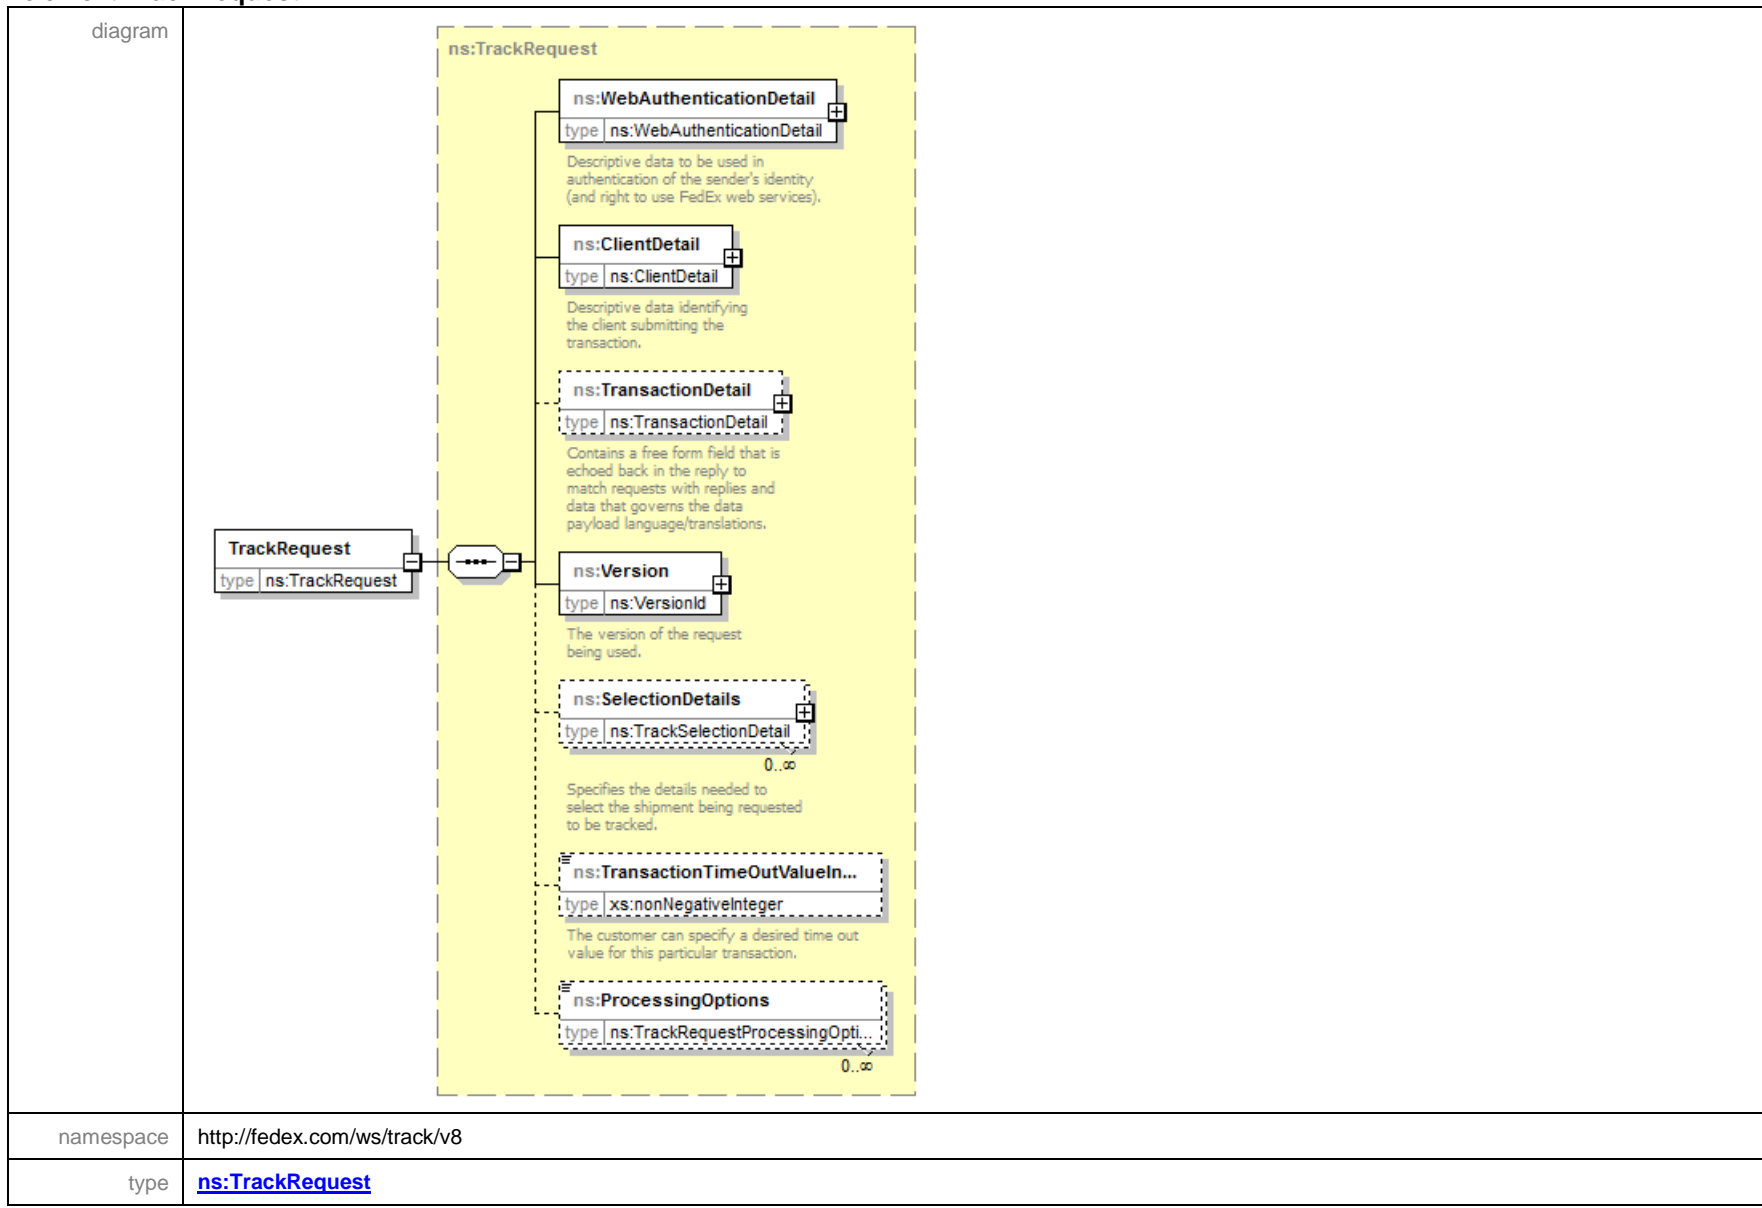 diagram
ns:TrackRequest
ns:WebAuthenticationDetail
type ns:WebAuthenticationDetail
Descriptive data to be used in
authentication of the sender's identity
(and right to use FedEx web services).
ns:ClientDetail
type ns:ClientDetail
Descriptive data identifying
the client submitting the
transaction.
ns:TransactionDetail
type ns:TransactionDetail
Contains a free form field that is
echoed back in the reply to
match requests with replies and
data that governs the data
payload language/translations.
TrackRequest
type ns:TrackRequest
ns:Version
type ns:VersionId
The version of the request
being used.
ns:SelectionDetails
type ns:TrackSelectionDetail
0..∞
Specifies the details needed to
select the shipment being requested
to be tracked.
ns:TransactionTimeOutValueIn...
type xs:nonNegativeInteger
The customer can specify a desired time out
value for this particular transaction.
ns:ProcessingOptions
type ns:TrackRequestProcessingOpti...
0..∞
namespace http://fedex.com/ws/track/v8
type ns:TrackRequest